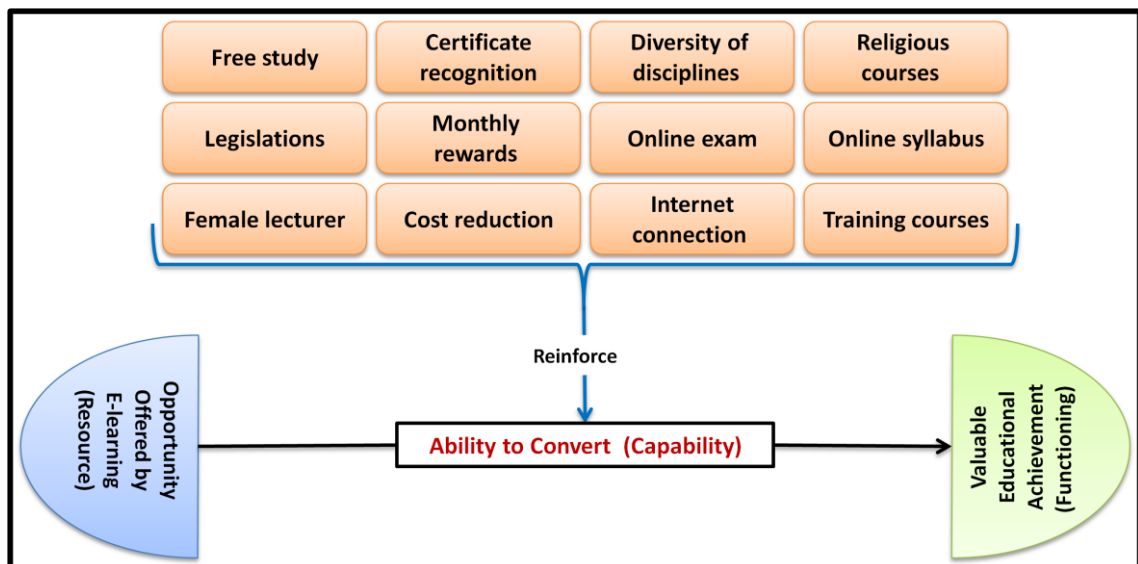 Free study
Certificate
recognition
Diversity of
disciplines
Religious
courses
Legislations
Monthly
rewards
Online exam
Online syllabus
Female lecturer
Cost reduction
Internet
connection
Training courses
Reinforce
Opportunity
Offered by
E-learning
(Resource)
Ability to Convert (Capability)
Valuable
Educational
Achievement
(Functioning)